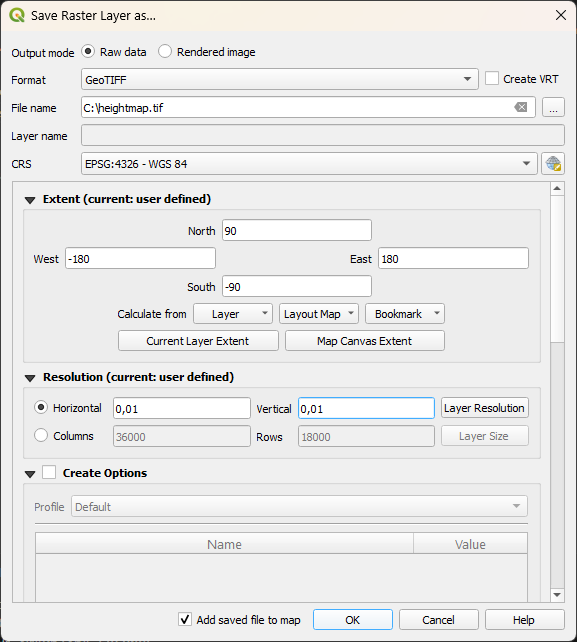 Save Raster Layer as...
Output mode Raw data Rendered image
Format GeoTIFF Create VRT
File name C:\heightmap.tif ...
Layer name
CRS EPSG:4326 - WGS 84
Extent (current: user defined)
North 90
West -180 East 180
South -90
Calculate from Layer Layout Map Bookmark
Current Layer Extent Map Canvas Extent
Resolution (current: user defined)
Horizontal 0,01 Vertical 0,01 Layer Resolution
Columns 36000 Rows 18000 Layer Size
Create Options
Profile Default
Name Value
Add saved file to map OK Cancel Help